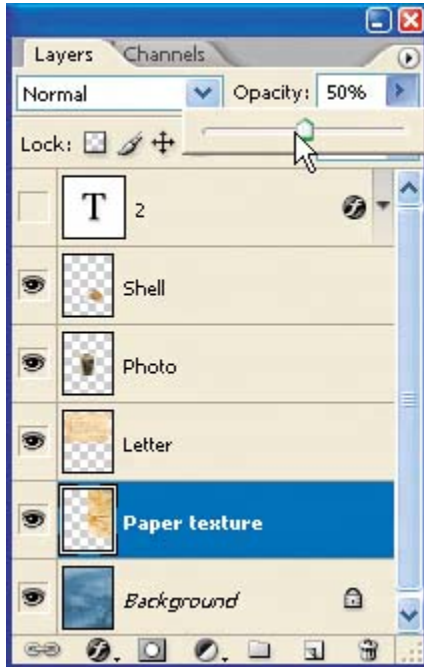 Layers Channels
Normal Opacity: 50%
Lock:
T 2
Shell
Photo
Letter
Paper texture
Background